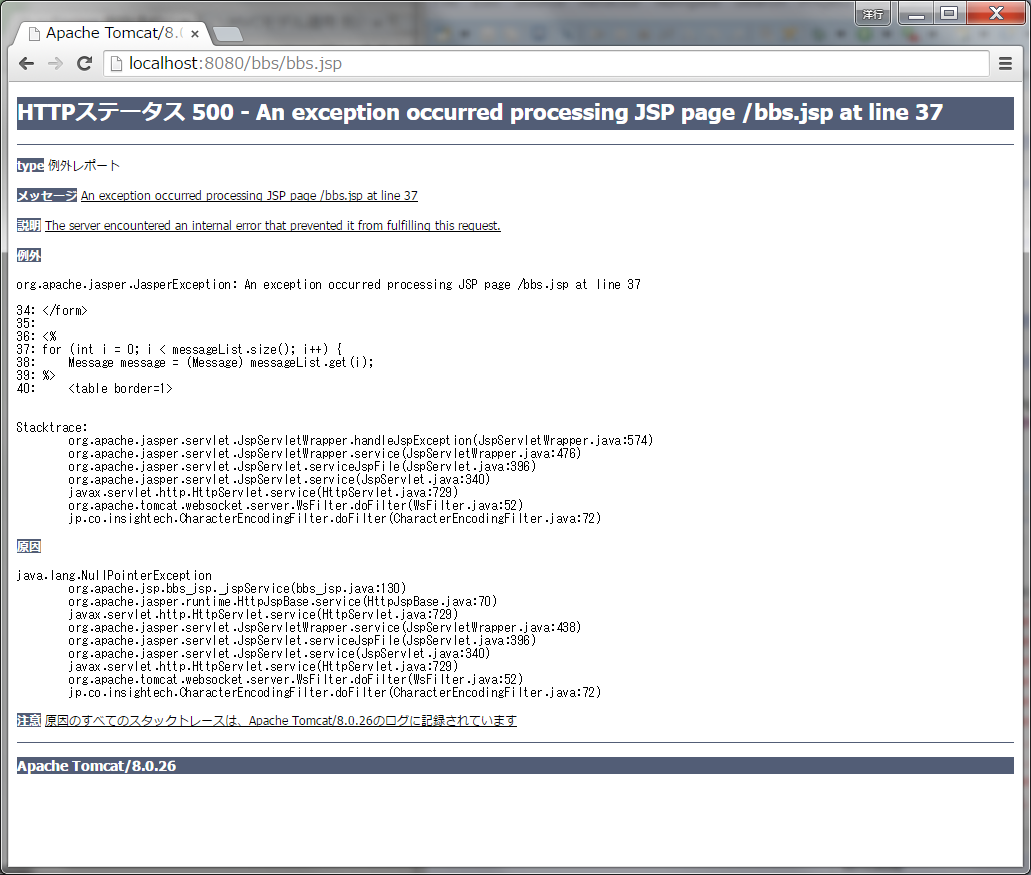 洋行
Apache Tomcat/8.0
localhost:8080/bbs/bbs.jsp
HTTPステータス 500 - An exception occurred processing JSP page /bbs.jsp at line 37
type 例外レポート
メッセージ An exception occurred processing JSP page /bbs.jsp at line 37
説明 The server encountered an internal error that prevented it from fulfilling this request.
例外
org.apache.jasper.JasperException: An exception occurred processing JSP page /bbs.jsp at line 37
34: </form>
35:
36: <%
37: for (int i = 0; i < messageList.size(); i++) {
38:     Message message = (Message) messageList.get(i);
39: %>
40:     <table border=1>
Stacktrace:
org.apache.jasper.servlet.JspServletWrapper.handleJspException(JspServletWrapper.java:574)
org.apache.jasper.servlet.JspServletWrapper.service(JspServletWrapper.java:476)
org.apache.jasper.servlet.JspServlet.serviceJspFile(JspServlet.java:396)
org.apache.jasper.servlet.JspServlet.service(JspServlet.java:340)
javax.servlet.http.HttpServlet.service(HttpServlet.java:729)
org.apache.tomcat.websocket.server.WsFilter.doFilter(WsFilter.java:52)
jp.co.insightech.CharacterEncodingFilter.doFilter(CharacterEncodingFilter.java:72)
原因
java.lang.NullPointerException
org.apache.jsp.bbs_jsp._jspService(bbs_jsp.java:130)
org.apache.jasper.runtime.HttpJspBase.service(HttpJspBase.java:70)
javax.servlet.http.HttpServlet.service(HttpServlet.java:729)
org.apache.jasper.servlet.JspServletWrapper.service(JspServletWrapper.java:438)
org.apache.jasper.servlet.JspServlet.serviceJspFile(JspServlet.java:396)
org.apache.jasper.servlet.JspServlet.service(JspServlet.java:340)
javax.servlet.http.HttpServlet.service(HttpServlet.java:729)
org.apache.tomcat.websocket.server.WsFilter.doFilter(WsFilter.java:52)
jp.co.insightech.CharacterEncodingFilter.doFilter(CharacterEncodingFilter.java:72)
注意 原因のすべてのスタックトレースは、Apache Tomcat/8.0.26のログに記録されています
Apache Tomcat/8.0.26